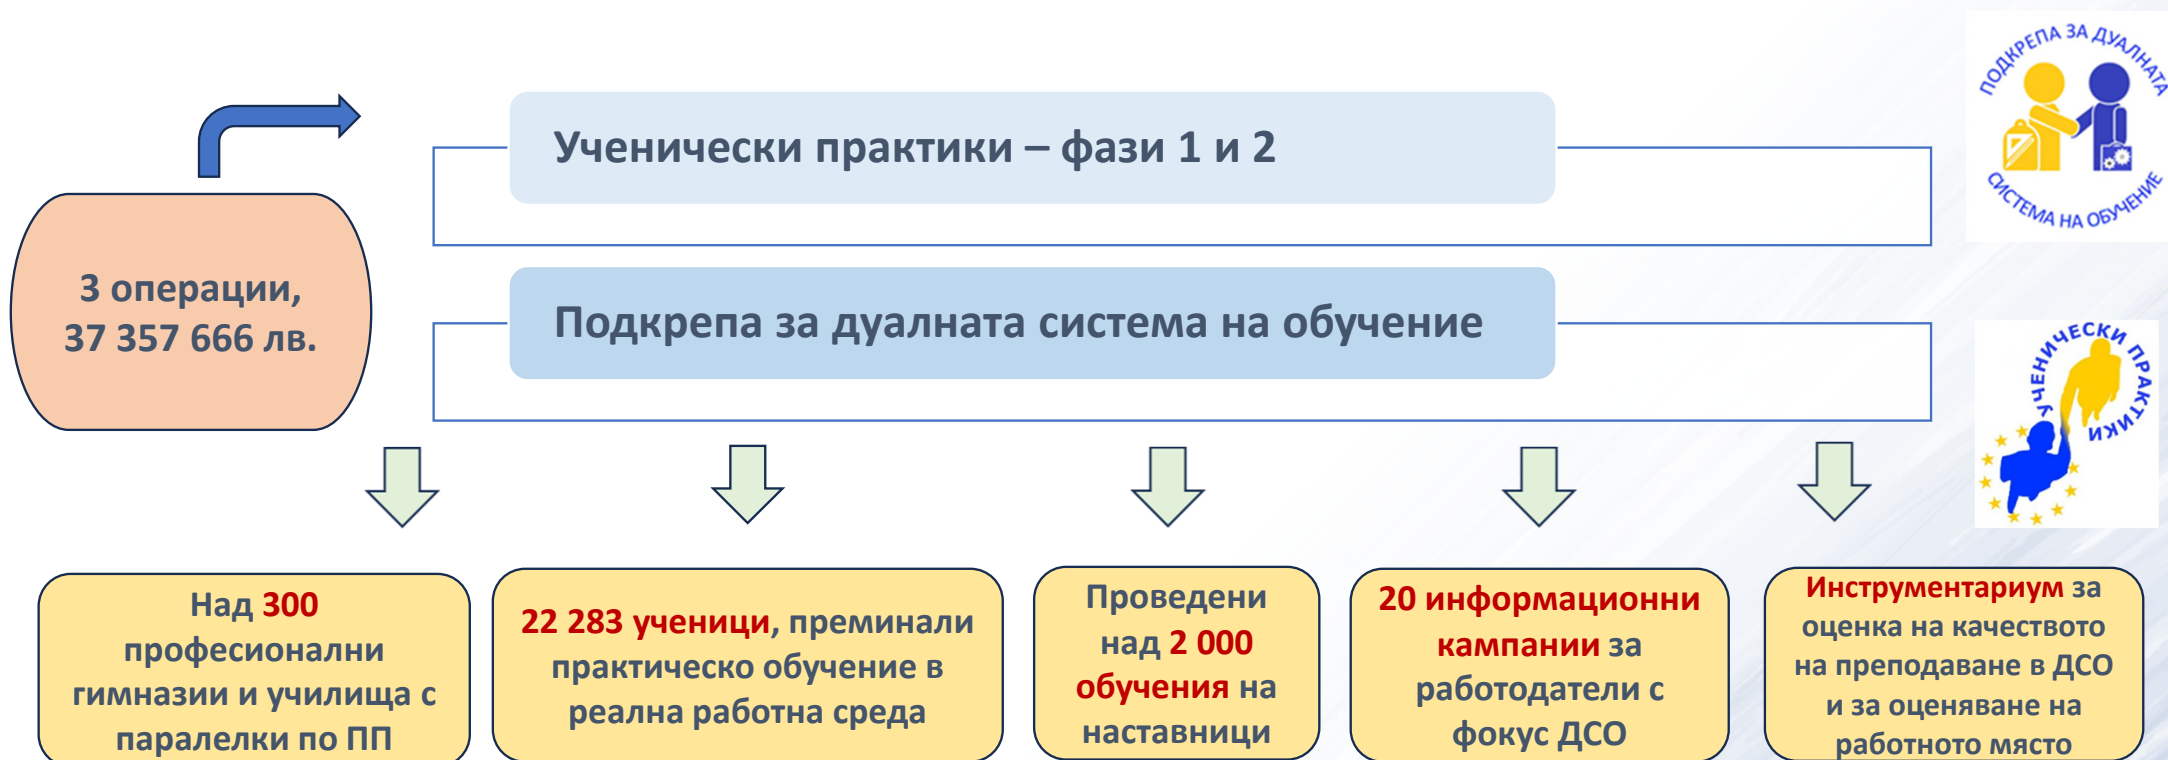 ПОДКРЕПА ЗА ДУАЛНАТА
СИСТЕМА НА ОБУЧЕНИЕ
Ученически практики – фази 1 и 2
3 операции,
37 357 666 лв.
Подкрепа за дуалната система на обучение
УЧЕНИЧЕСКИ ПРАКТИКИ
Над 300
професионални
гимназии и училища с
паралелки по ПП
22 283 ученици, преминали
практическо обучение в
реална работна среда
Проведени
над 2 000
обучения на
наставници
20 информационни
кампании за
работодатели с
фокус ДСО
Инструментариум за
оценка на качеството
на преподаване в ДСО
и за оценяване на
работното място